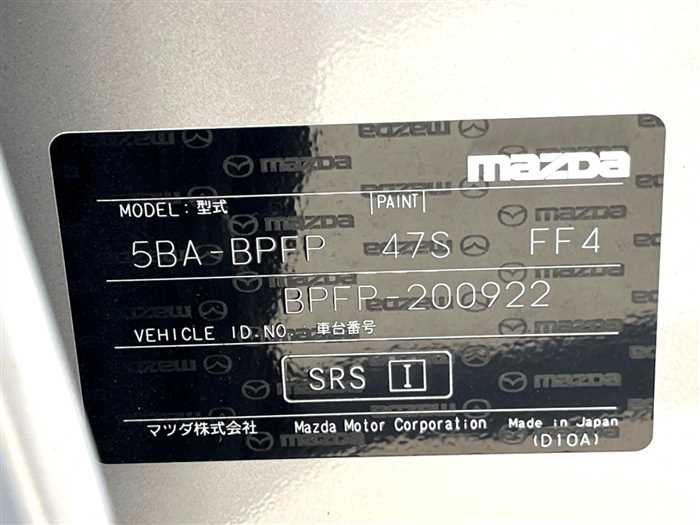 mazda
MODEL: 型式 PAINT
5BA-BPFP 47S FF4
BPFP-200922
VEHICLE ID.NO. 車台番号
SRS I
マツダ株式会社 Mazda Motor Corporation Made in Japan
(D10A)